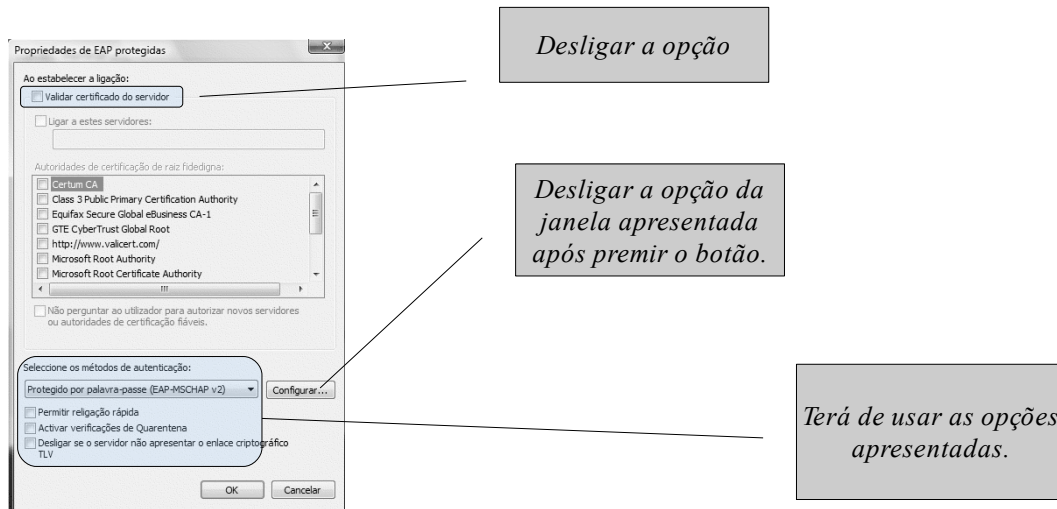 Propriedades de EAP protegidas
Ao estabelecer a ligação:
Validar certificado do servidor
Ligar a estes servidores:
Autoridades de certificação de raiz fidedigna:
Certum CA
Class 3 Public Primary Certification Authority
Equifax Secure Global eBusiness CA-1
GTE CyberTrust Global Root
http://www.valicert.com/
Microsoft Root Authority
Microsoft Root Certificate Authority
Não perguntar ao utilizador para autorizar novos servidores
ou autoridades de certificação fiáveis.
Seleccione os métodos de autenticação:
Protegido por palavra-passe (EAP-MSCHAP v2)
Configurar...
Permitir religação rápida
Activar verificações de Quarentena
Desligar se o servidor não apresentar o enlace criptográfico
TLV
OK
Cancelar
Desligar a opção
Desligar a opção da
janela apresentada
após premir o botão.
Terá de usar as opções
apresentadas.